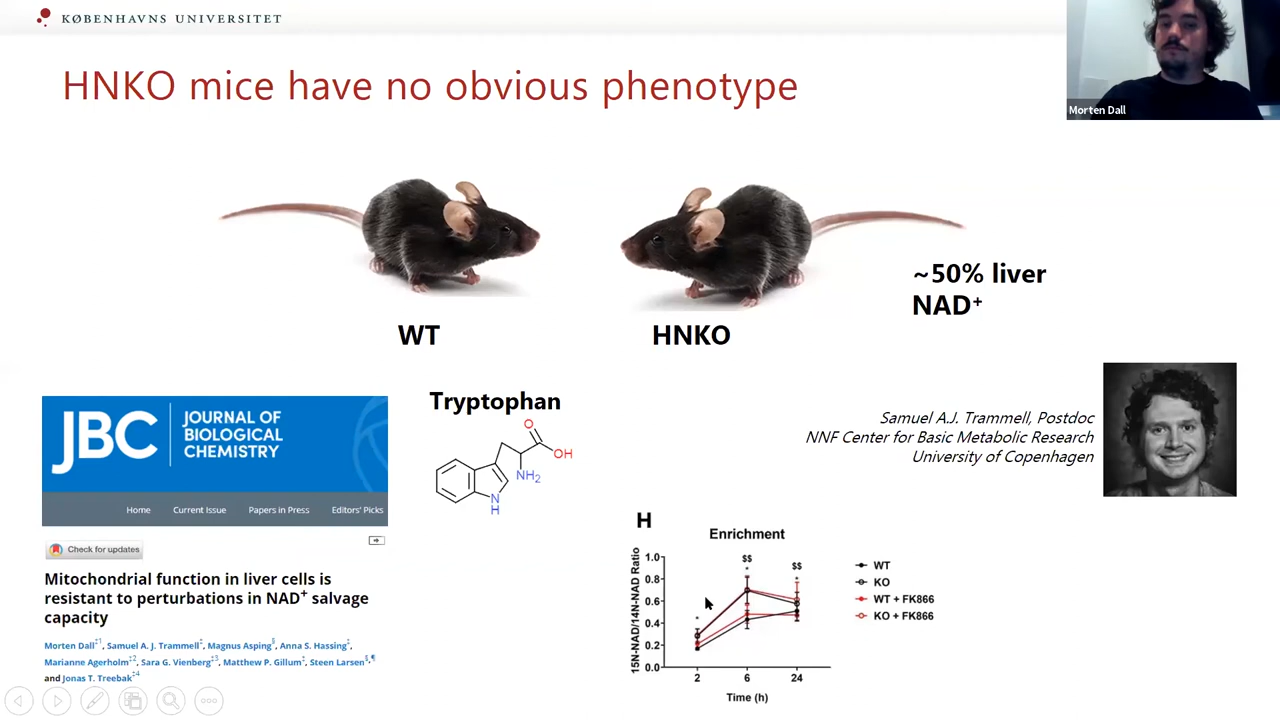 KØBENHAVNS UNIVERSITET
HNKO mice have no obvious phenotype
Morten Dall
~50% liver
NAD⁺
WT
HNKO
JBC
JOURNAL OF
BIOLOGICAL
CHEMISTRY
Home Current Issue Papers in Press Editors' Picks
Check for updates
Mitochondrial function in liver cells is
resistant to perturbations in NAD⁺ salvage
capacity
Morten Dall‡1, Samuel A. J. Trammell‡, Magnus Asping§, Anna S. Hassing‡,
Marianne Agerholm‡2, Sara G. Vienberg‡3, Matthew P. Gillum‡, Steen Larsen§,¶
and Jonas T. Treebak‡4
Tryptophan
O
OH
NH₂
N
H
Samuel A.J. Trammell, Postdoc
NNF Center for Basic Metabolic Research
University of Copenhagen
H
Enrichment
15N-NAD/14N-NAD Ratio
1.0
0.8
0.6
0.4
0.2
0.0
*
$$
*
$$
*
2 6 24
Time (h)
WT
KO
WT + FK866
KO + FK866